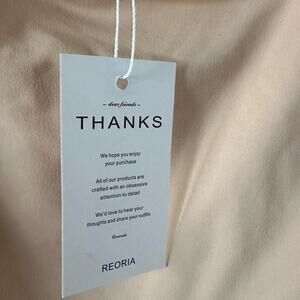 – dear friends –
THANKS
We hope you enjoy
your purchase
All of our products are
crafted with an obsessive
attention to detail
We'd love to hear your
thoughts and share your outfits
REORIA